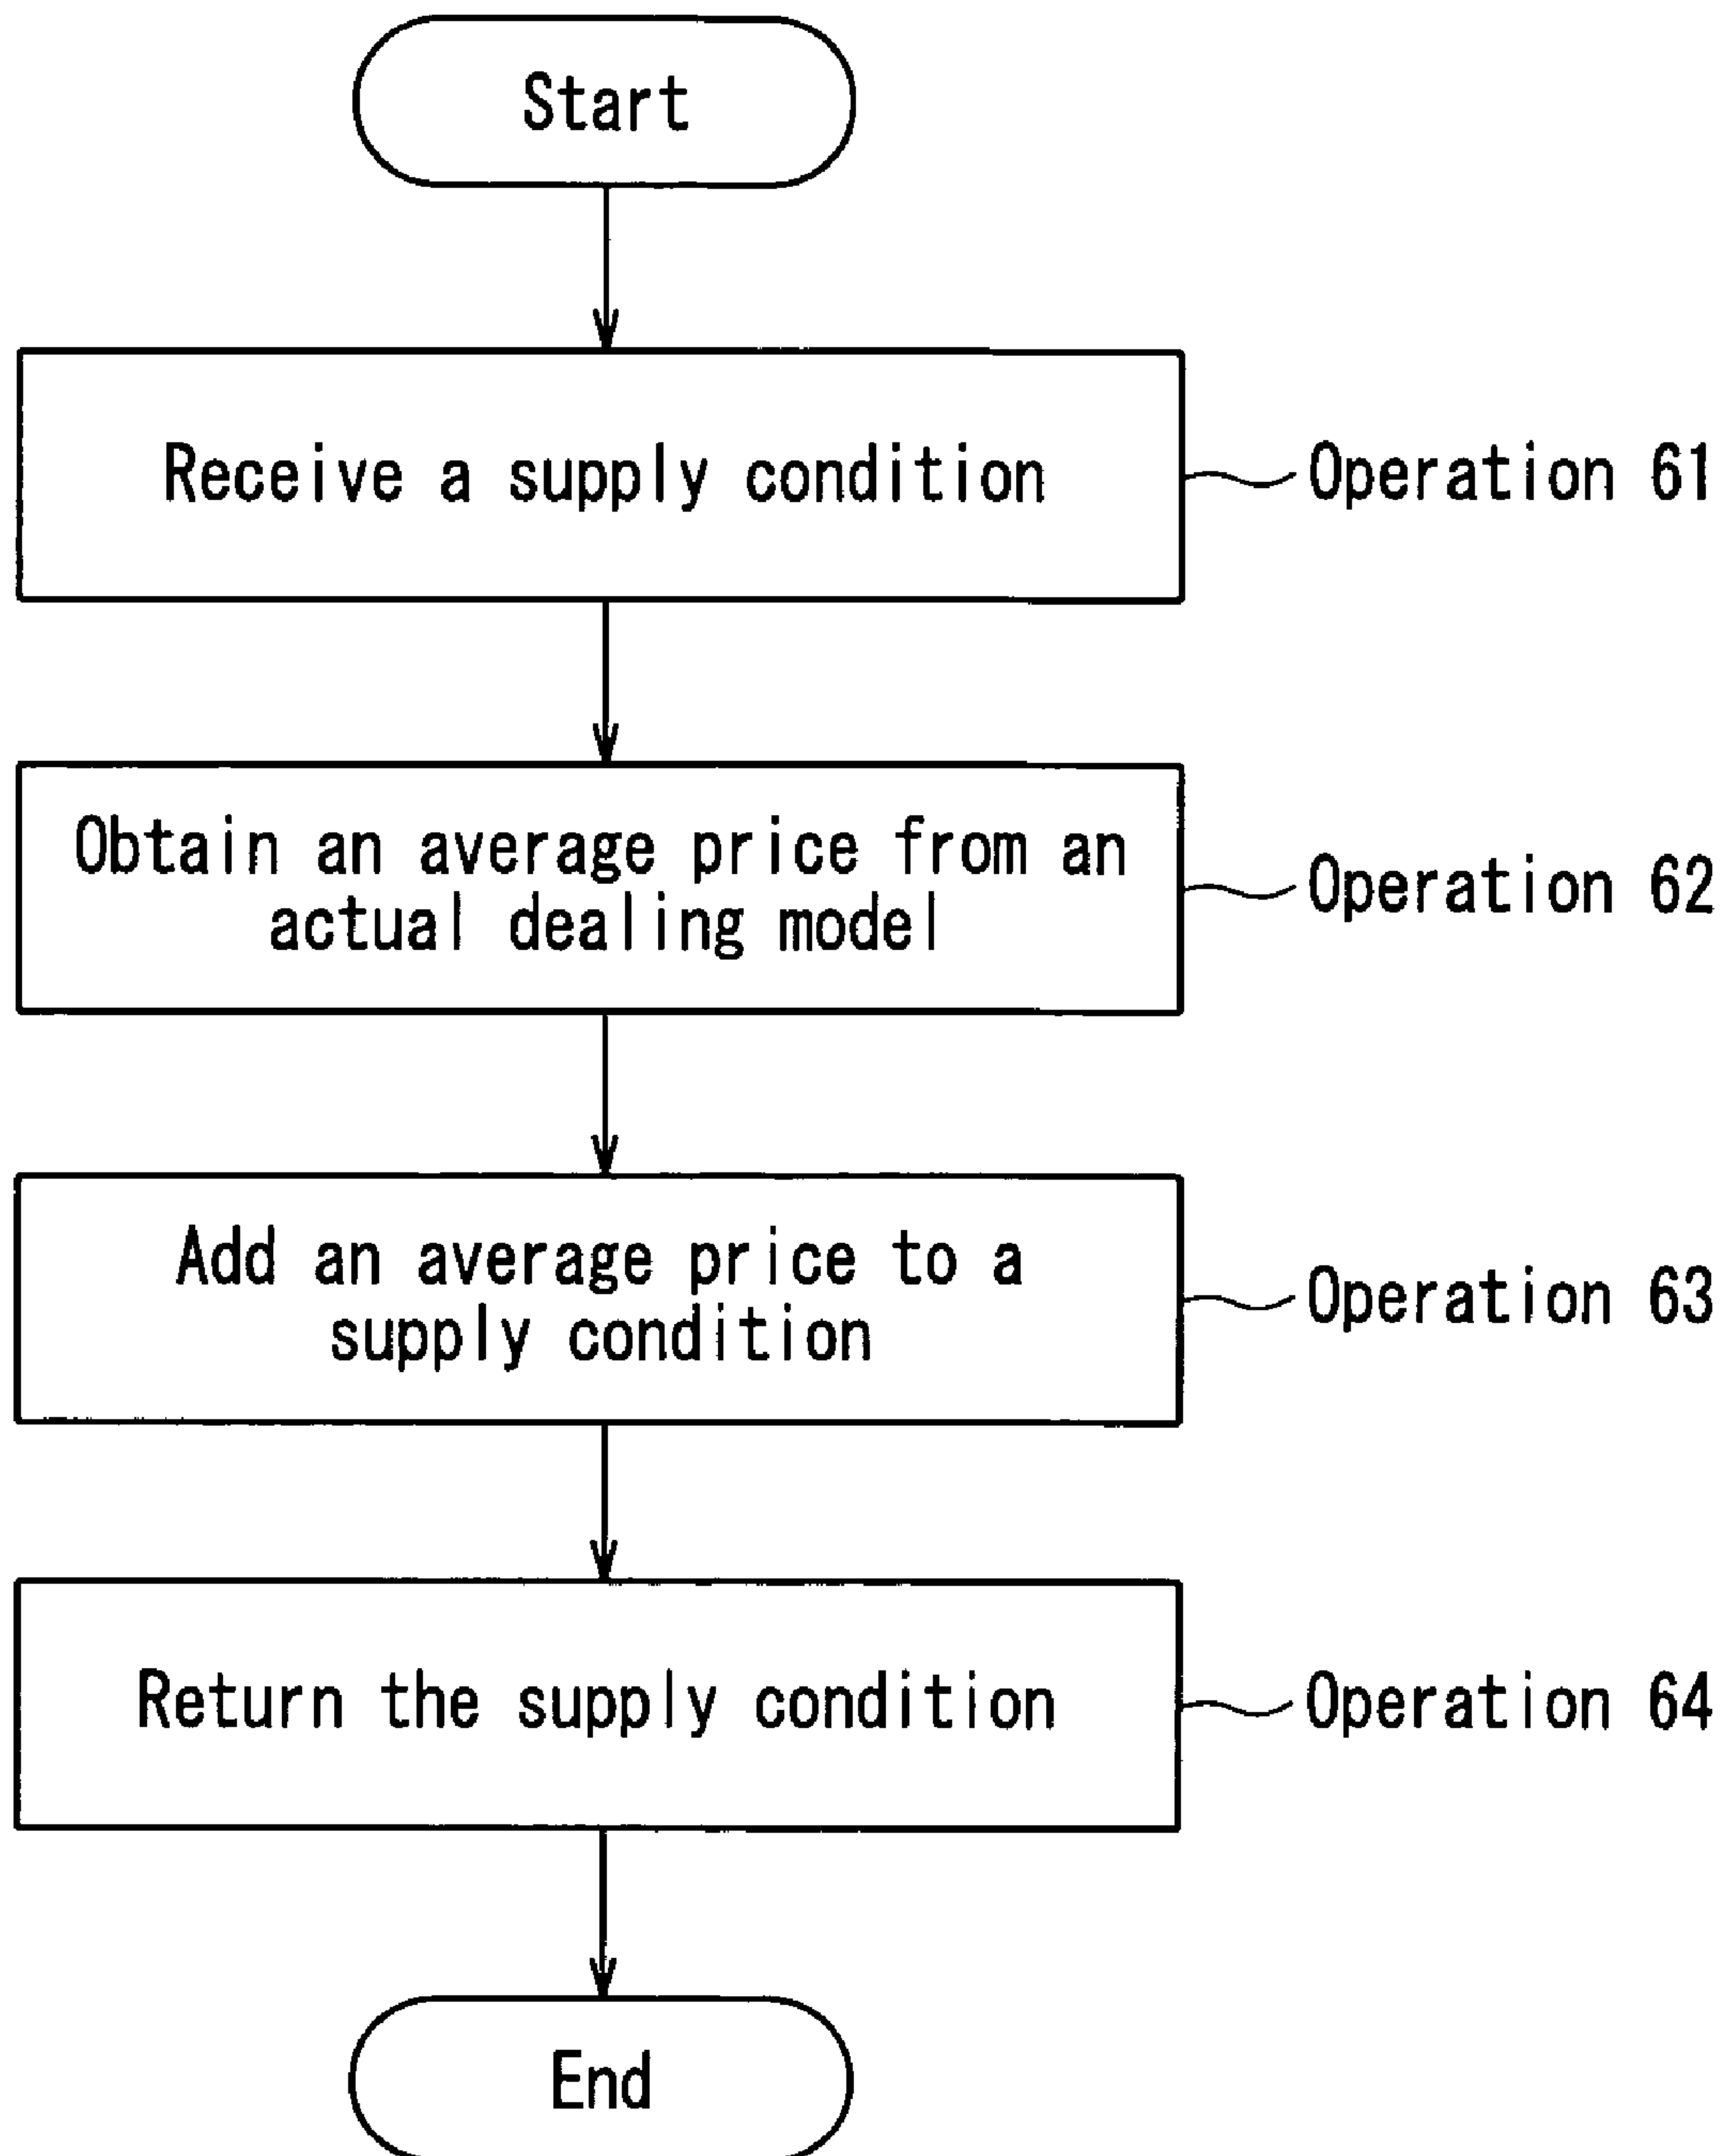 Start
Receive a supply condition
Operation 61
Obtain an average price from an
actual dealing model
Operation 62
Add an average price to a
supply condition
Operation 63
Return the supply condition
Operation 64
End